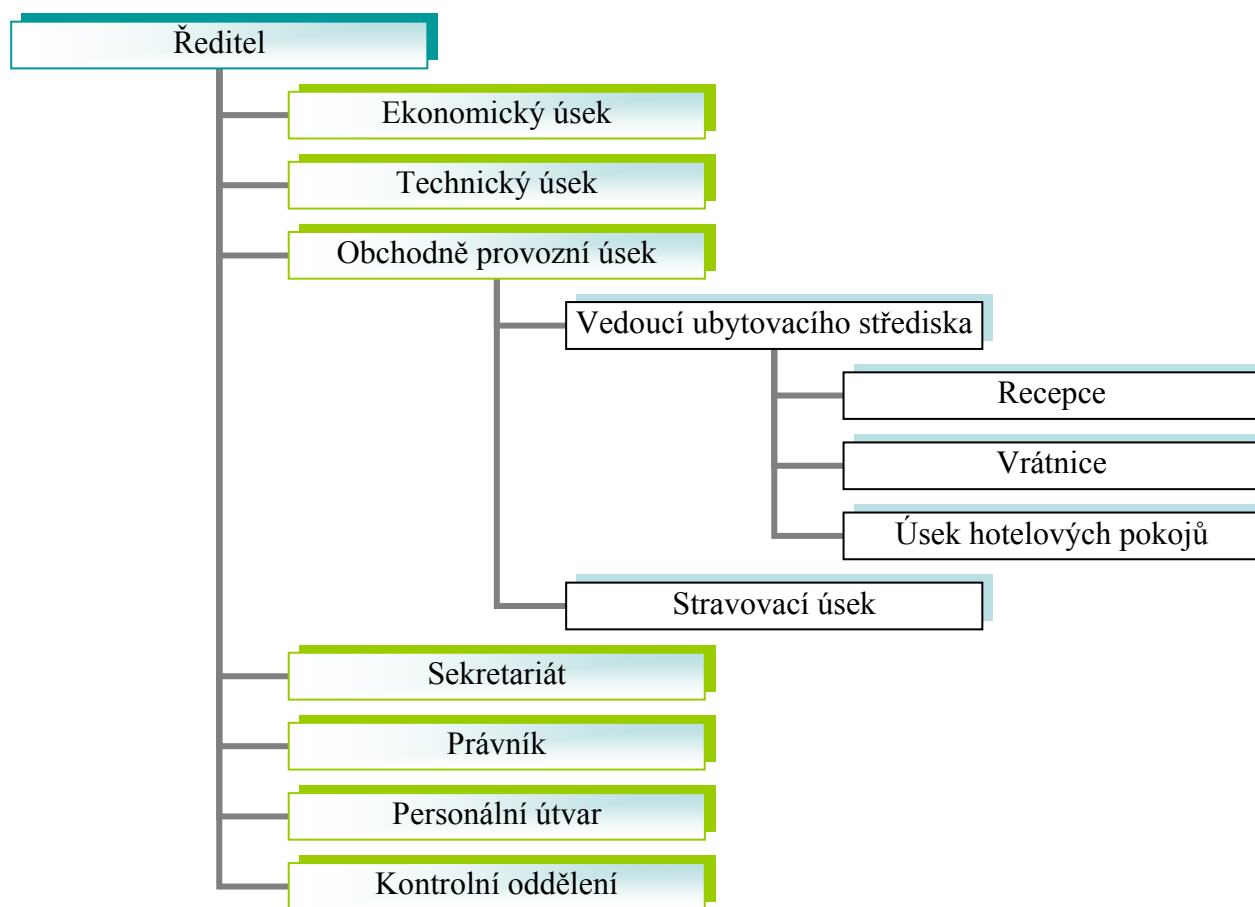 Ředitel
Ekonomický úsek
Technický úsek
Obchodně provozní úsek
Vedoucí ubytovacího střediska
Recepce
Vrátnice
Úsek hotelových pokojů
Stravovací úsek
Sekretariát
Právník
Personální útvar
Kontrolní oddělení